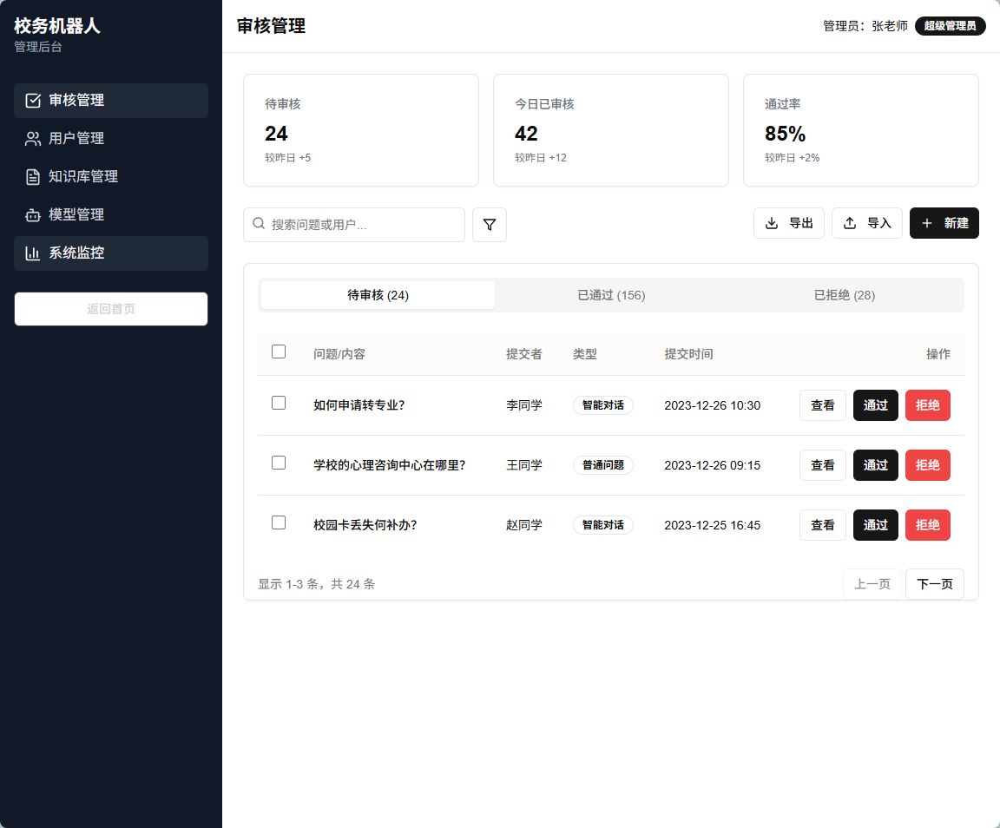 校务机器人
管理后台
审核管理
用户管理
知识库管理
模型管理
系统监控
返回首页
审核管理
管理员：张老师 超级管理员
待审核
24
较昨日 +5
今日已审核
42
较昨日 +12
通过率
85%
较昨日 +2%
搜索问题或用户...
导出 导入 新建
待审核 (24) 已通过 (156) 已拒绝 (28)
问题/内容 提交者 类型 提交时间 操作
如何申请转专业？ 李同学 智能对话 2023-12-26 10:30 查看 通过 拒绝
学校的心理咨询中心在哪里？ 王同学 普通问题 2023-12-26 09:15 查看 通过 拒绝
校园卡丢失何补办？ 赵同学 智能对话 2023-12-25 16:45 查看 通过 拒绝
显示 1-3 条，共 24 条 上一页 下一页